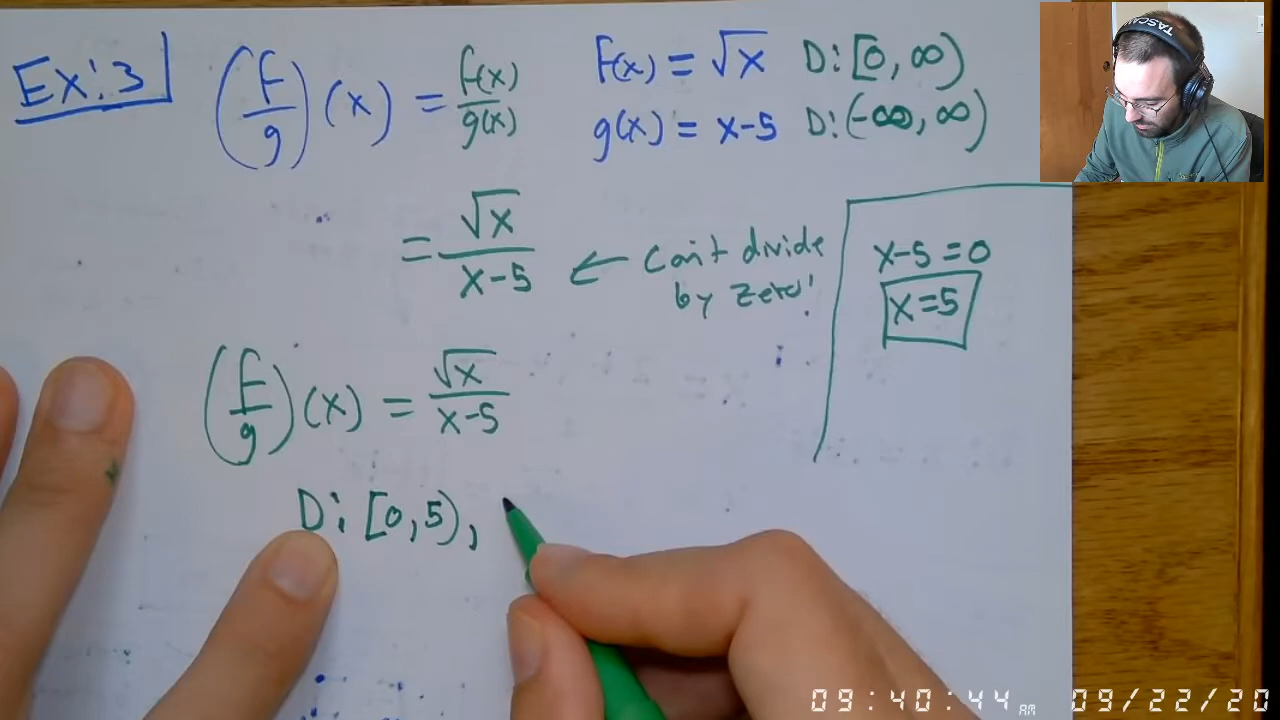 Ex: 3
(F/g)(x) = F(x)/g(x)
F(x) = √x D: [0, ∞)
g(x) = x-5 D: (-∞, ∞)
= √x/x-5 ← Can't divide
by zero!
x-5=0
x=5
(F/g)(x) = √x/x-5
D: [0,5),
TASCAM
09:40:44 AM 09/22/20